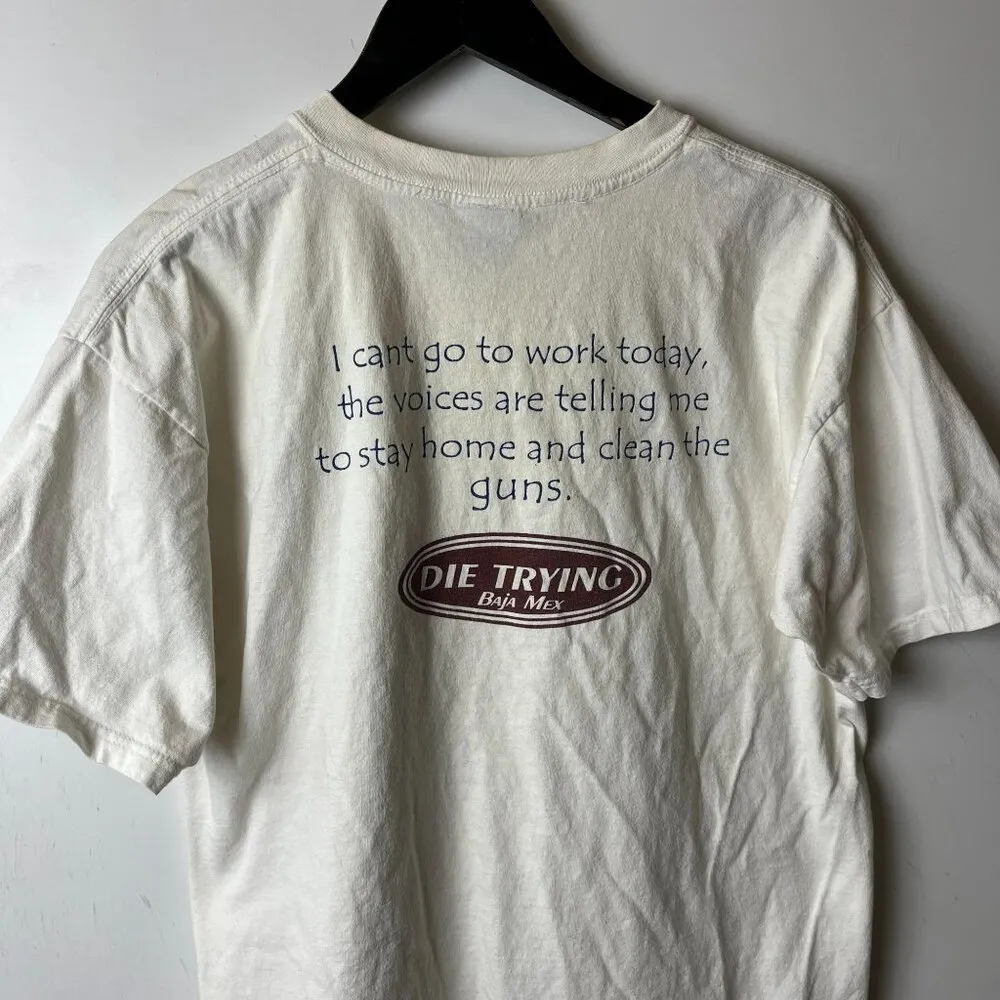 I cant go to work today,
the voices are telling me
to stay home and clean the
guns.
DIE TRYING
BAJA MEX